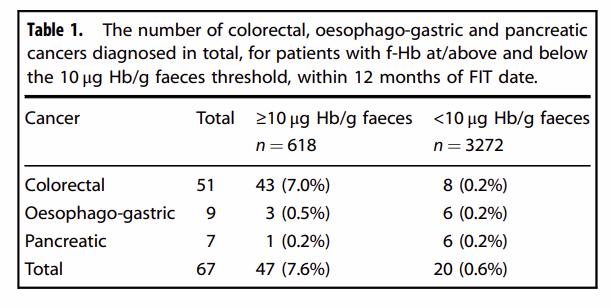 Table 1. The number of colorectal, oesophago-gastric and pancreatic
cancers diagnosed in total, for patients with f-Hb at/above and below
the 10 μg Hb/g faeces threshold, within 12 months of FIT date.
Cancer Total ≥10 μg Hb/g faeces <10 μg Hb/g faeces
n = 618 n = 3272
Colorectal 51 43 (7.0%) 8 (0.2%)
Oesophago-gastric 9 3 (0.5%) 6 (0.2%)
Pancreatic 7 1 (0.2%) 6 (0.2%)
Total 67 47 (7.6%) 20 (0.6%)